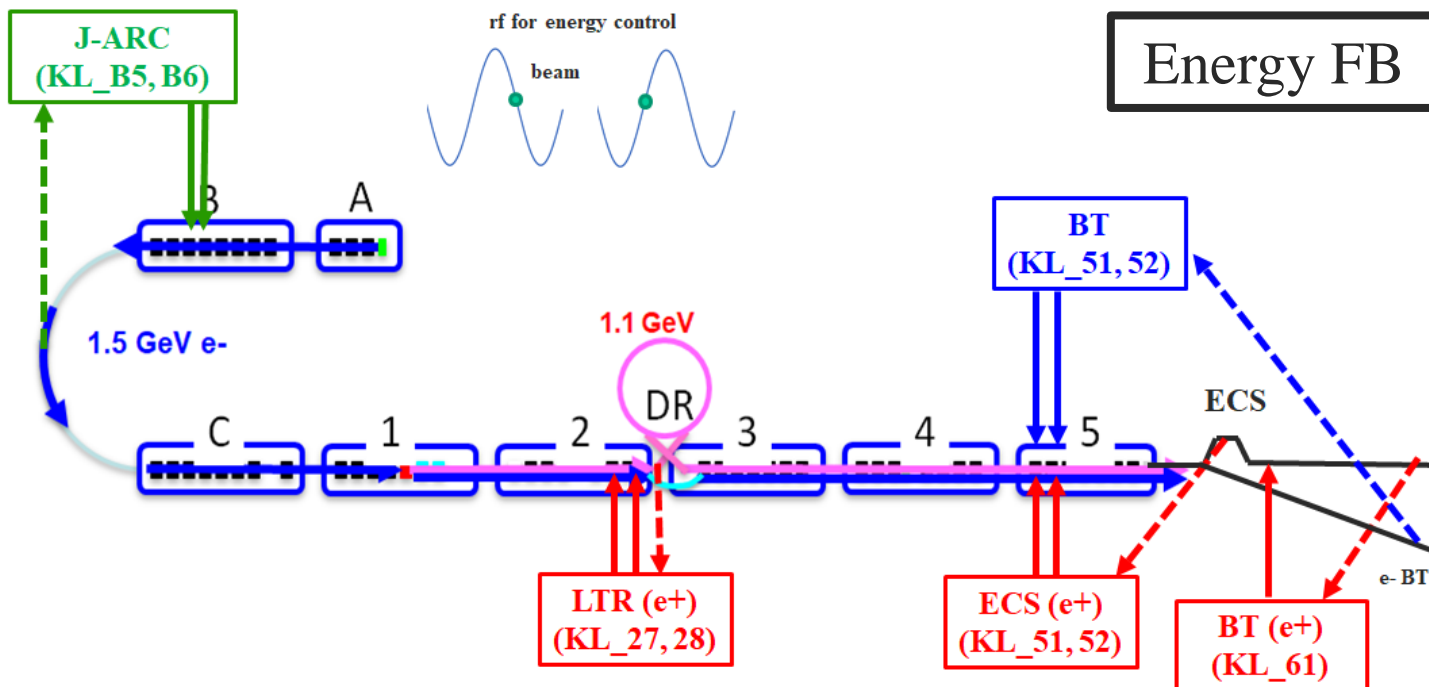 rf for energy control
beam
Energy FB
J-ARC
(KL_B5, B6)
B
A
1.5 GeV e-
1.1 GeV
DR
BT
(KL_51, 52)
ECS
C
1
2
3
4
5
LTR (e+)
(KL_27, 28)
ECS (e+)
(KL_51, 52)
BT (e+)
(KL_61)
e- BT